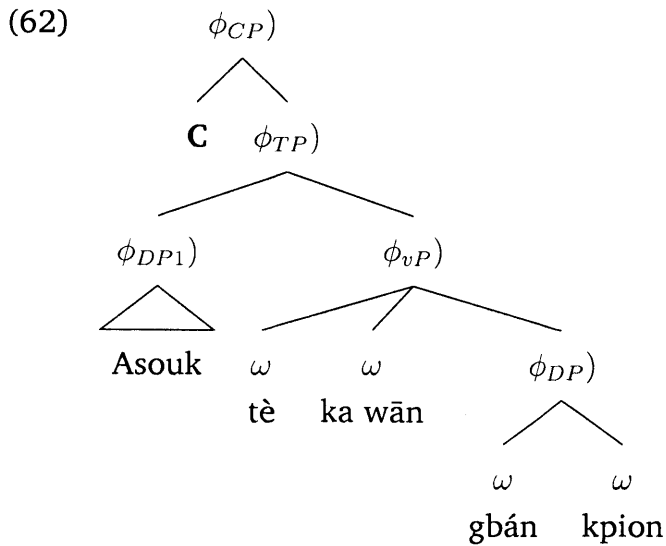 (62) ϕCP)
C ϕTP)
ϕDP1) ϕvP)
Asouk ω ω ϕDP)
tè ka wān
ω ω
gbán kpion